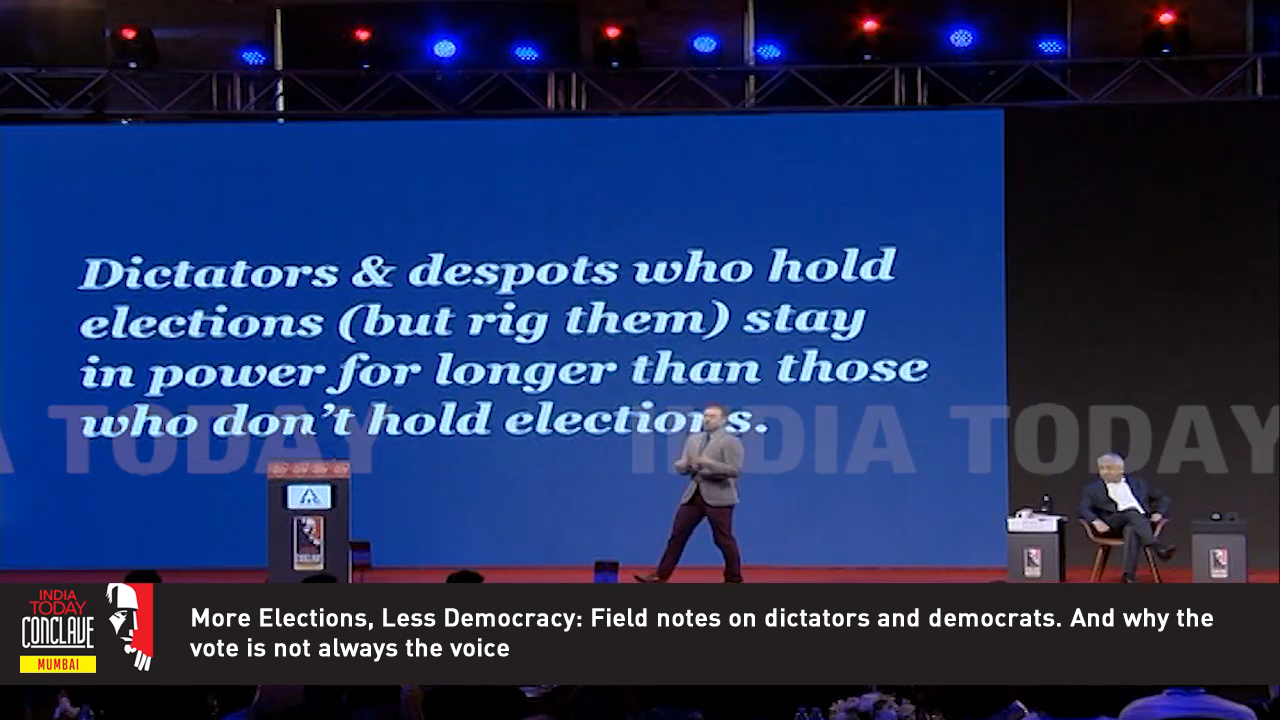 Dictators & despots who hold
elections (but rig them) stay
in power for longer than those
who don't hold elections.
A TODAY
INDIA TODAY
INDIA
TODAY
CONCLAVE
MUMBAI
More Elections, Less Democracy: Field notes on dictators and democrats. And why the
vote is not always the voice